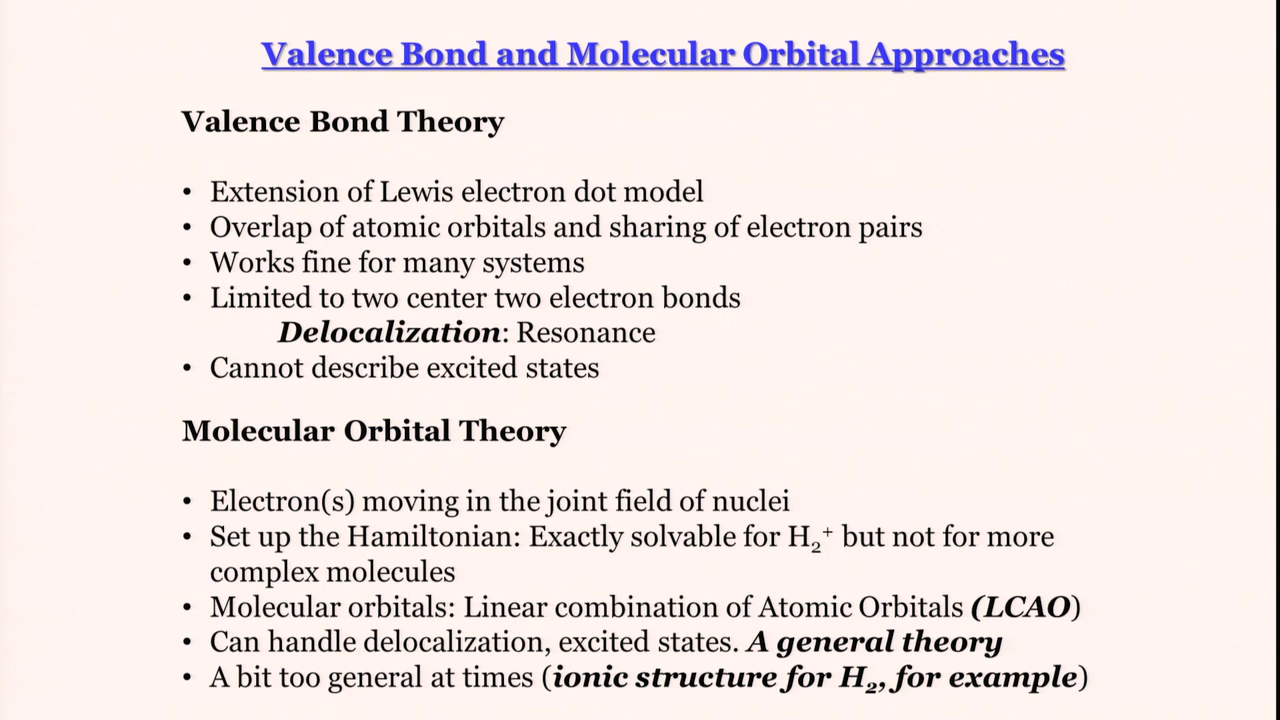 Valence Bond and Molecular Orbital Approaches
Valence Bond Theory
• Extension of Lewis electron dot model
• Overlap of atomic orbitals and sharing of electron pairs
• Works fine for many systems
• Limited to two center two electron bonds
Delocalization: Resonance
• Cannot describe excited states
Molecular Orbital Theory
• Electron(s) moving in the joint field of nuclei
• Set up the Hamiltonian: Exactly solvable for H₂⁺ but not for more
complex molecules
• Molecular orbitals: Linear combination of Atomic Orbitals (LCAO)
• Can handle delocalization, excited states. A general theory
• A bit too general at times (ionic structure for H₂, for example)